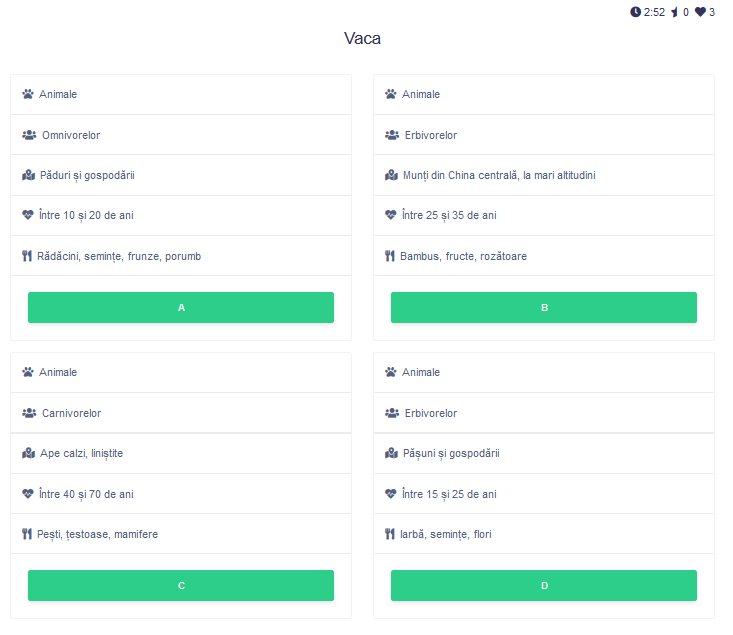 2:52 0 3
Vaca
Animale
Omnivorelor
Păduri și gospodării
Între 10 și 20 de ani
Rădăcini, semințe, frunze, porumb
A
Animale
Erbivorelor
Munți din China centrală, la mari altitudini
Între 25 și 35 de ani
Bambus, fructe, rozătoare
B
Animale
Carnivorelor
Ape calzi, liniștite
Între 40 și 70 de ani
Pești, țestoase, mamifere
C
Animale
Erbivorelor
Pășuni și gospodării
Între 15 și 25 de ani
Iarbă, semințe, flori
D